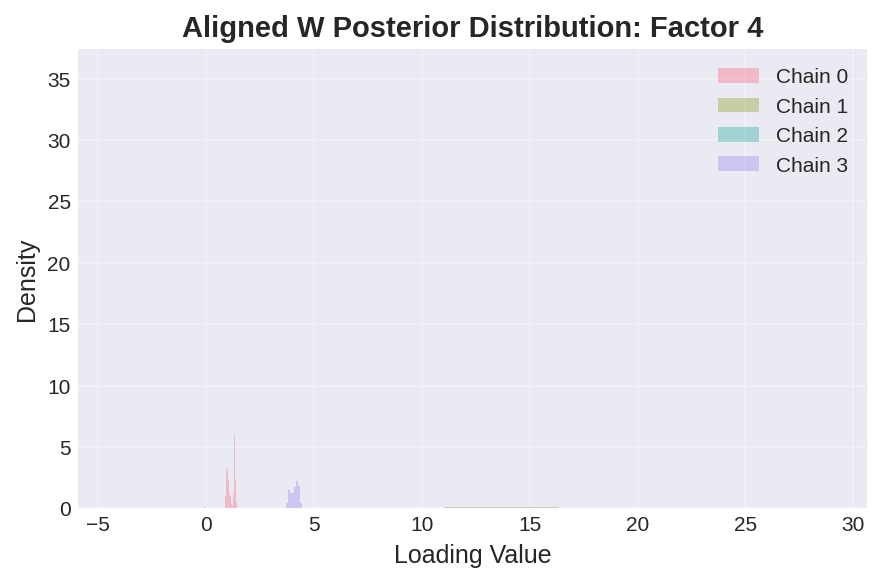 Aligned W Posterior Distribution: Factor 4
Density
35
30
25
20
15
10
5
0
Chain 0
Chain 1
Chain 2
Chain 3
−5 0 5 10 15 20 25 30
Loading Value